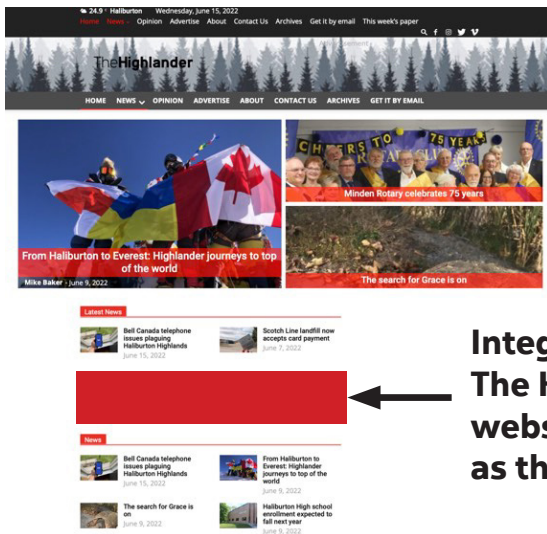 24.9 ° Haliburton Wednesday, June 15, 2022
Home News Opinion Advertise About Contact Us Archives Get it by email This week's paper
TheHighlander
HOME NEWS OPINION ADVERTISE ABOUT CONTACT US ARCHIVES GET IT BY EMAIL
CHEERS TO 75 YEARS
Minden Rotary celebrates 75 years
From Haliburton to Everest: Highlander journeys to top
of the world
Mike Baker - June 9, 2022
The search for Grace is on
Latest News
Bell Canada telephone
issues plaguing
Haliburton Highlands
June 15, 2022
Scotch Line landfill now
accepts card payment
June 7, 2022
Integ
The H
webs
as th
News
Bell Canada telephone
issues plaguing
Haliburton Highlands
June 15, 2022
From Haliburton to
Everest: Highlander
journeys to top of the
world
June 9, 2022
The search for Grace is
on
June 9, 2022
Haliburton High school
enrollment expected to
fall next year
June 9, 2022